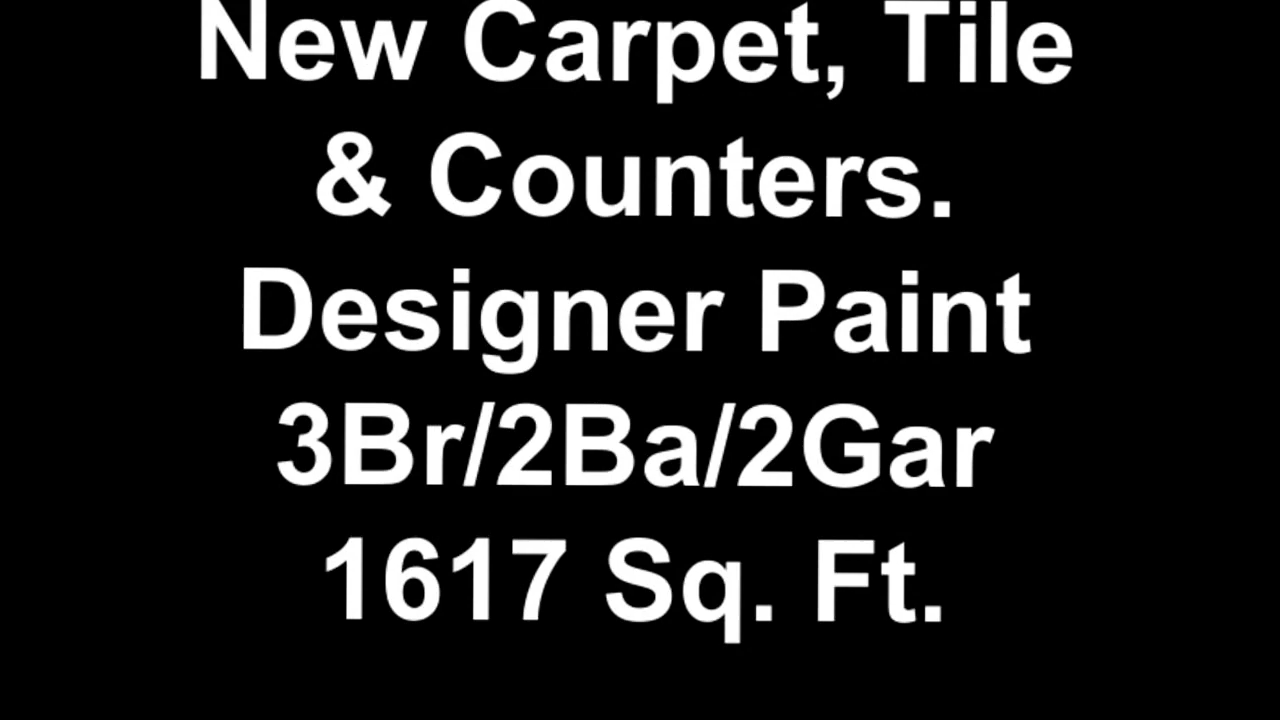 New Carpet, Tile
& Counters.
Designer Paint
3Br/2Ba/2Gar
1617 Sq. Ft.